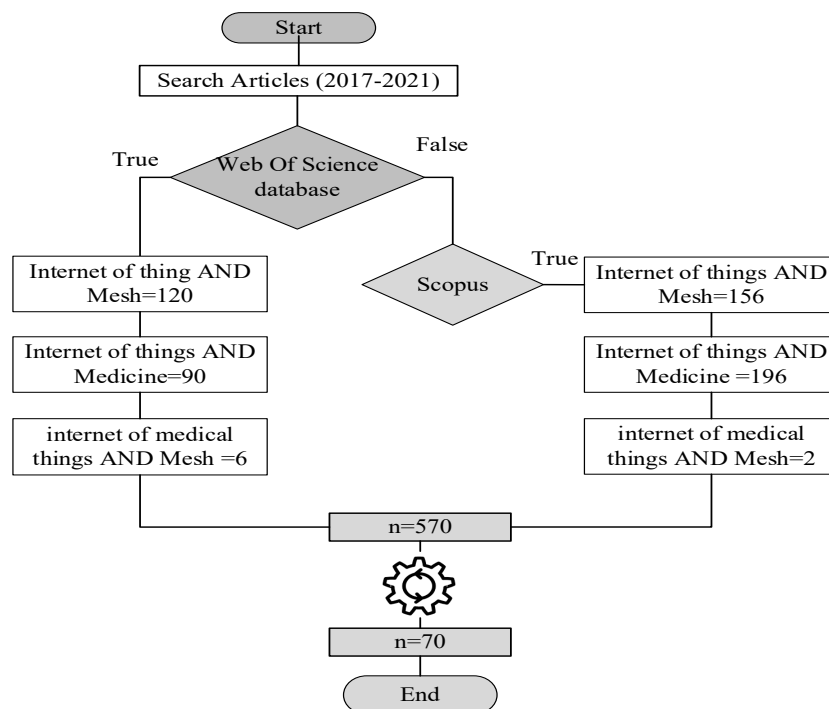 Start
Search Articles (2017-2021)
True
False
Web Of Science
database
Internet of thing AND
Mesh=120
Internet of things AND
Medicine=90
internet of medical
things AND Mesh =6
Scopus
True
Internet of things AND
Mesh=156
Internet of things AND
Medicine =196
internet of medical
things AND Mesh=2
n=570
n=70
End